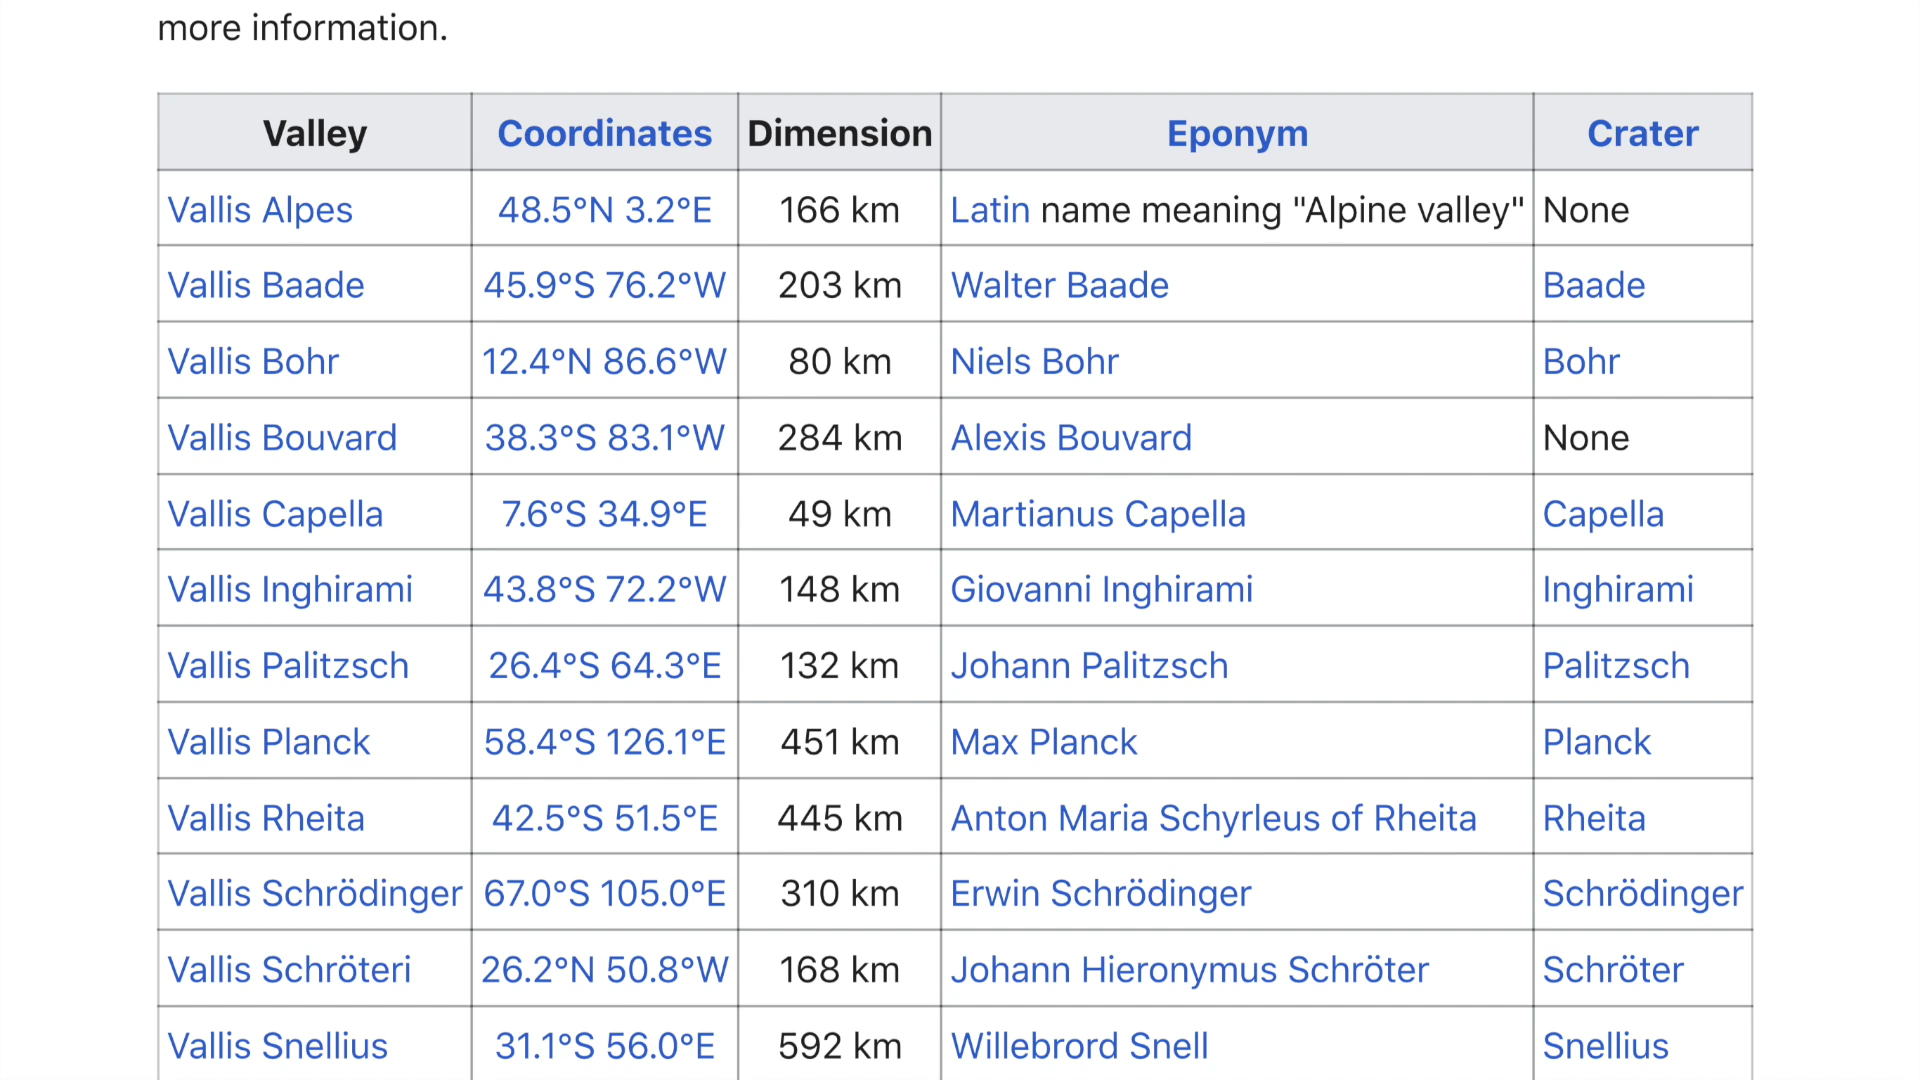 more information.
Valley Coordinates Dimension Eponym Crater
Vallis Alpes 48.5°N 3.2°E 166 km Latin name meaning "Alpine valley" None
Vallis Baade 45.9°S 76.2°W 203 km Walter Baade Baade
Vallis Bohr 12.4°N 86.6°W 80 km Niels Bohr Bohr
Vallis Bouvard 38.3°S 83.1°W 284 km Alexis Bouvard None
Vallis Capella 7.6°S 34.9°E 49 km Martianus Capella Capella
Vallis Inghirami 43.8°S 72.2°W 148 km Giovanni Inghirami Inghirami
Vallis Palitzsch 26.4°S 64.3°E 132 km Johann Palitzsch Palitzsch
Vallis Planck 58.4°S 126.1°E 451 km Max Planck Planck
Vallis Rheita 42.5°S 51.5°E 445 km Anton Maria Schyrleus of Rheita Rheita
Vallis Schrödinger 67.0°S 105.0°E 310 km Erwin Schrödinger Schrödinger
Vallis Schröteri 26.2°N 50.8°W 168 km Johann Hieronymus Schröter Schröter
Vallis Snellius 31.1°S 56.0°E 592 km Willebrord Snell Snellius